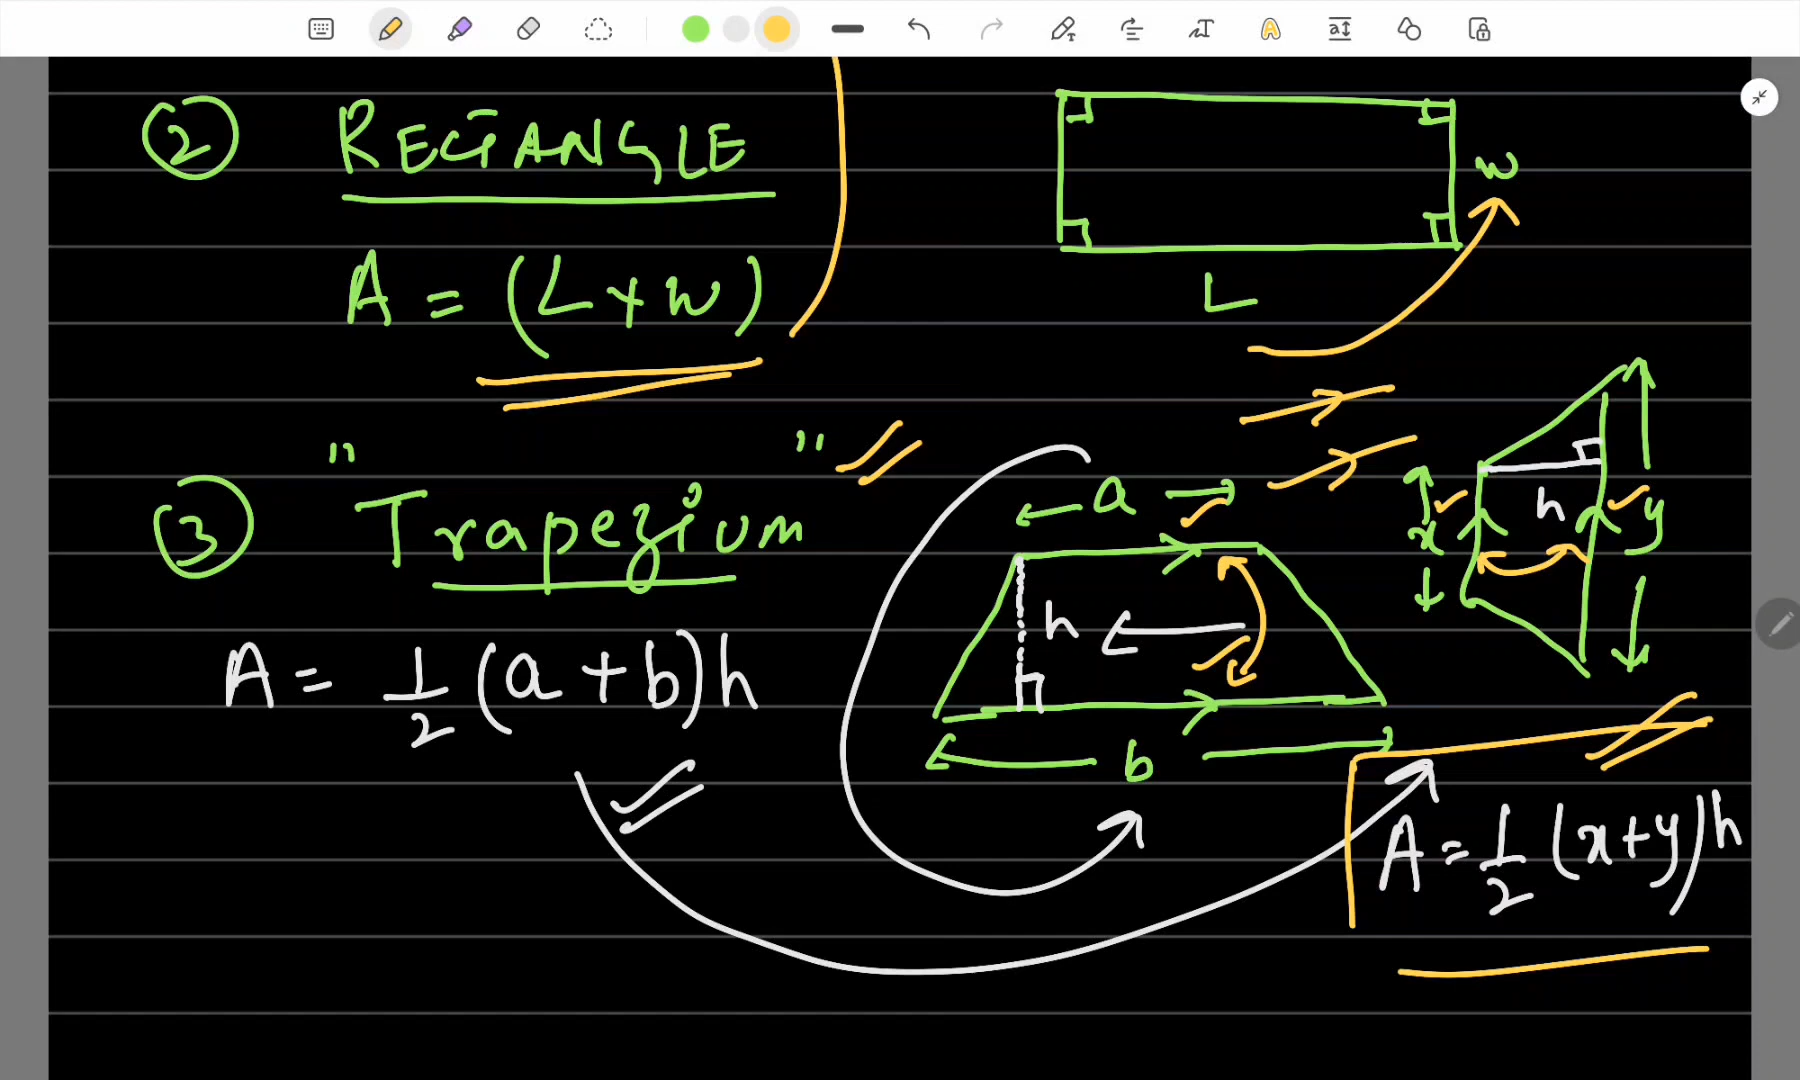 ② RECTANGLE
w
A = (L × w)
L
" "
③ Trapezium
a
x
h
y
h
A = 1/2 (a + b) h
b
A = 1/2 (x + y) h